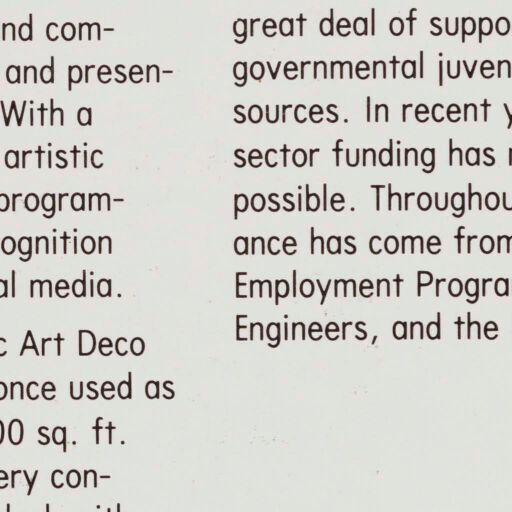 nd com-
and presen-
With a
artistic
program-
ognition
al media.
c Art Deco
once used as
00 sq. ft.
ery con-
great deal of suppo
governmental juven
sources. In recent
sector funding has
possible. Throughou
ance has come from
Employment Progra
Engineers, and the